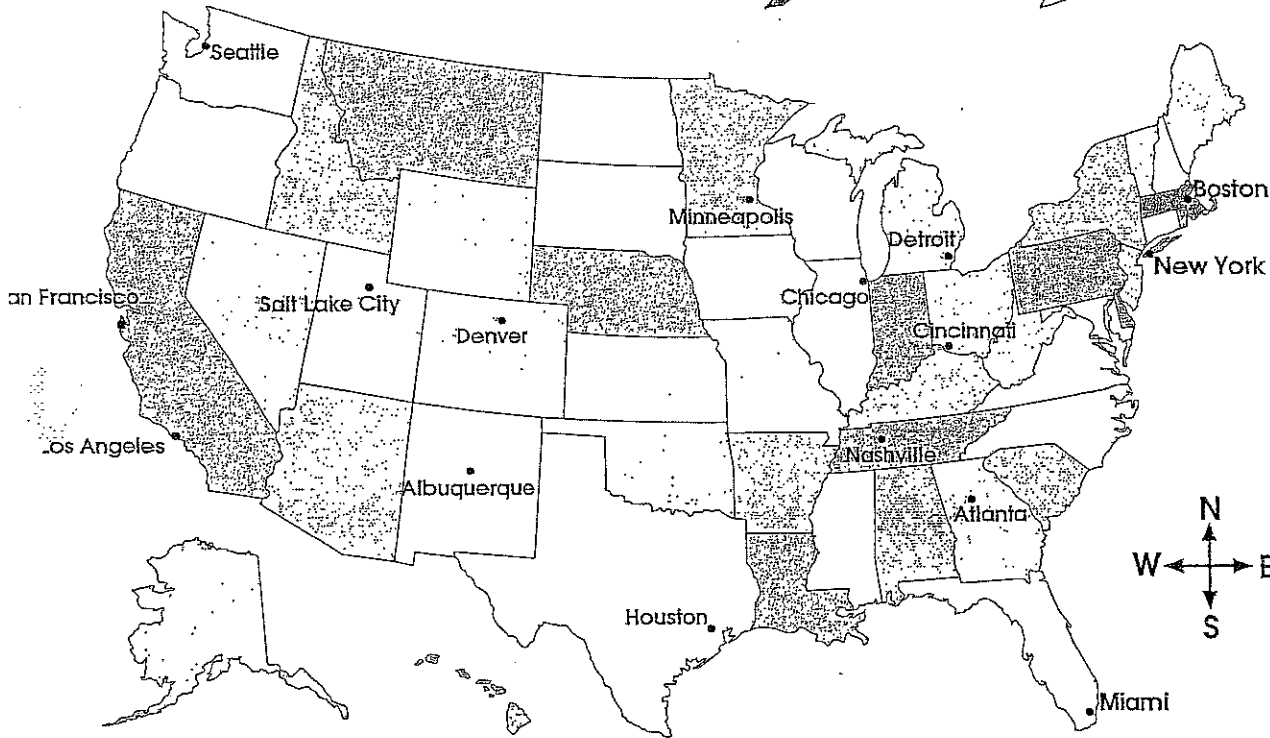 Seattle
Minneapolis
Boston
Detroit
New York
an Francisco
Salt Lake City
Chicago
Denver
Cincinnati
os Angeles
Nashville
Albuquerque
Atlanta
N
W
E
S
Houston
Miami